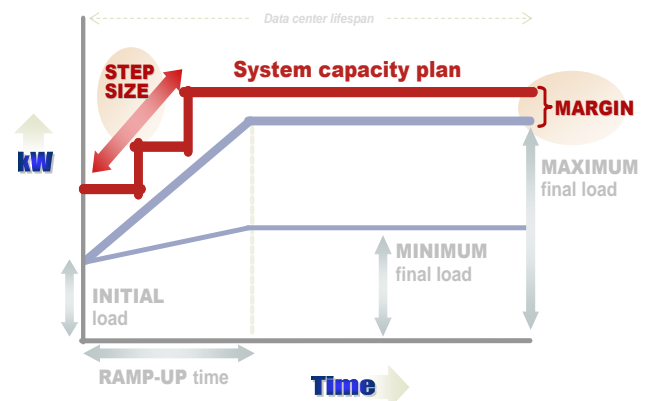 Data center lifespan
STEP
SIZE
System capacity plan
MARGIN
kW
MAXIMUM
final load
MINIMUM
final load
INITIAL
load
RAMP-UP time
Time